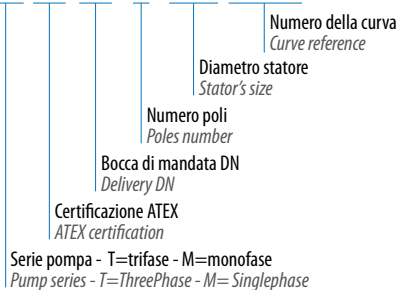 Numero della curva
Curve reference
Diametro statore
Stator's size
Numero poli
Poles number
Bocca di mandata DN
Delivery DN
Certificazione ATEX
ATEX certification
Serie pompa - T=trifase - M=monofase
Pump series - T=ThreePhase - M= Singlephase